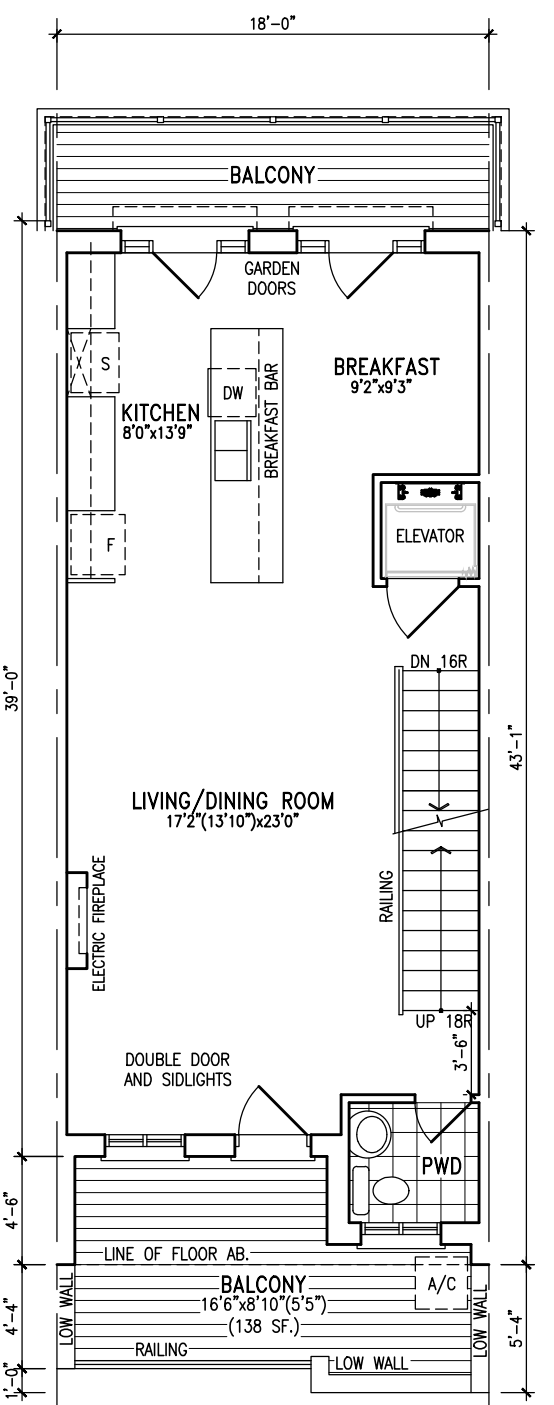 18'-0"
BALCONY
GARDEN
DOORS
S
BREAKFAST
9'2"x9'3"
DW
KITCHEN
8'0"x13'9"
BREAKFAST BAR
ELEVATOR
F
DN 16R
39'-0"
43'-1"
LIVING/DINING ROOM
17'2"(13'10")x23'0"
ELECTRIC FIREPLACE
RAILING
UP 18R
3'-6"
DOUBLE DOOR
AND SIDLIGHTS
PWD
4'-6"
LINE OF FLOOR AB.
BALCONY
16'6"x8'10"(5'5")
(138 SF.)
A/C
LOW WALL
LOW WALL
4'-4"
5'-4"
RAILING
LOW WALL
1'-0"